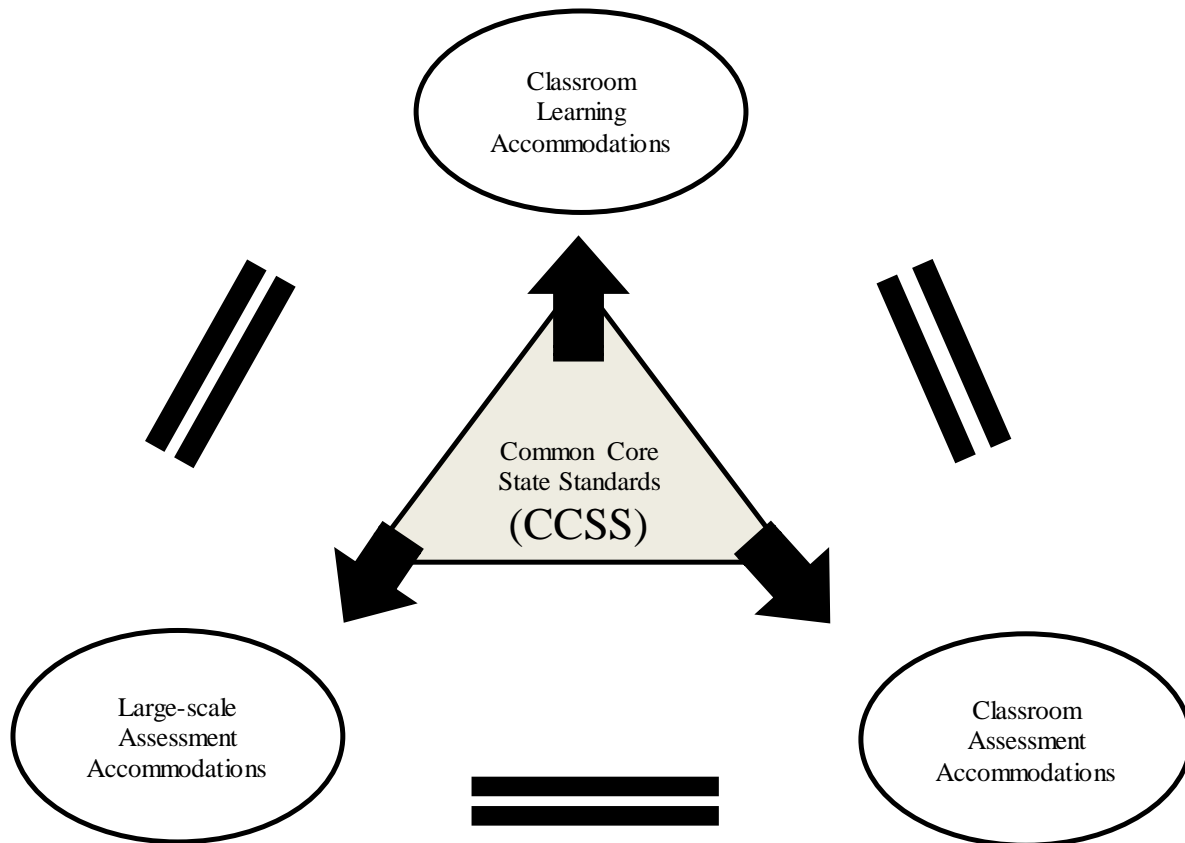 Classroom
Learning
Accommodations
Common Core
State Standards
(CCSS)
Large-scale
Assessment
Accommodations
Classroom
Assessment
Accommodations